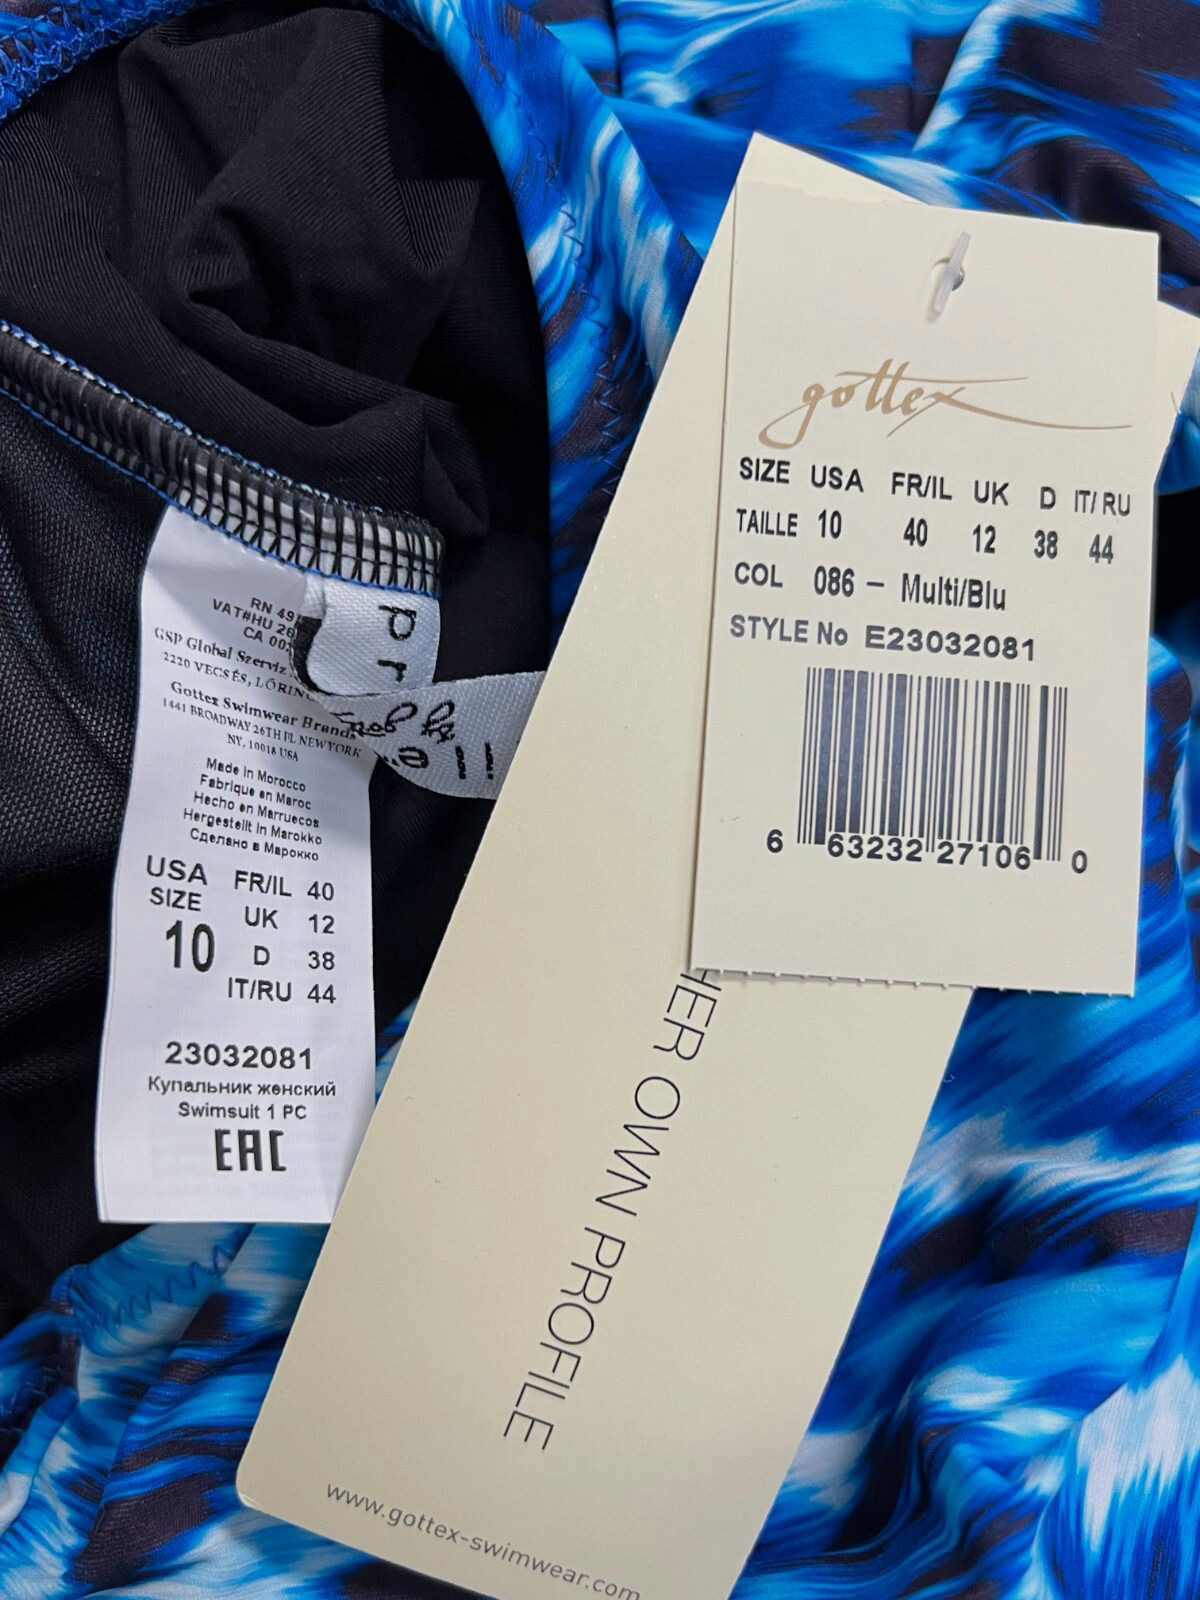 gottex
SIZE USA FR/IL UK D IT/RU
TAILLE 10 40 12 38 44
COL 086 – Multi/Blu
STYLE No E23032081
6 63232 27106 0
HER OWN PROFILE
www.gottex-swimwear.com
Pr
RN 49
VAT#HU 26
CA 00
GSP Global Szerviz
2220 VECSÉS, LŐRINC
Gottex Swimwear Brands
1441 BROADWAY 26TH FL NEWYORK
NY, 10018 USA
Made in Morocco
Fabrique en Maroc
Hecho en Marruecos
Hergestellt in Marokko
Сделано в Марокко
USA FR/IL 40
SIZE UK 12
10 D 38
IT/RU 44
23032081
Купальник женский
Swimsuit 1 PC
EAC